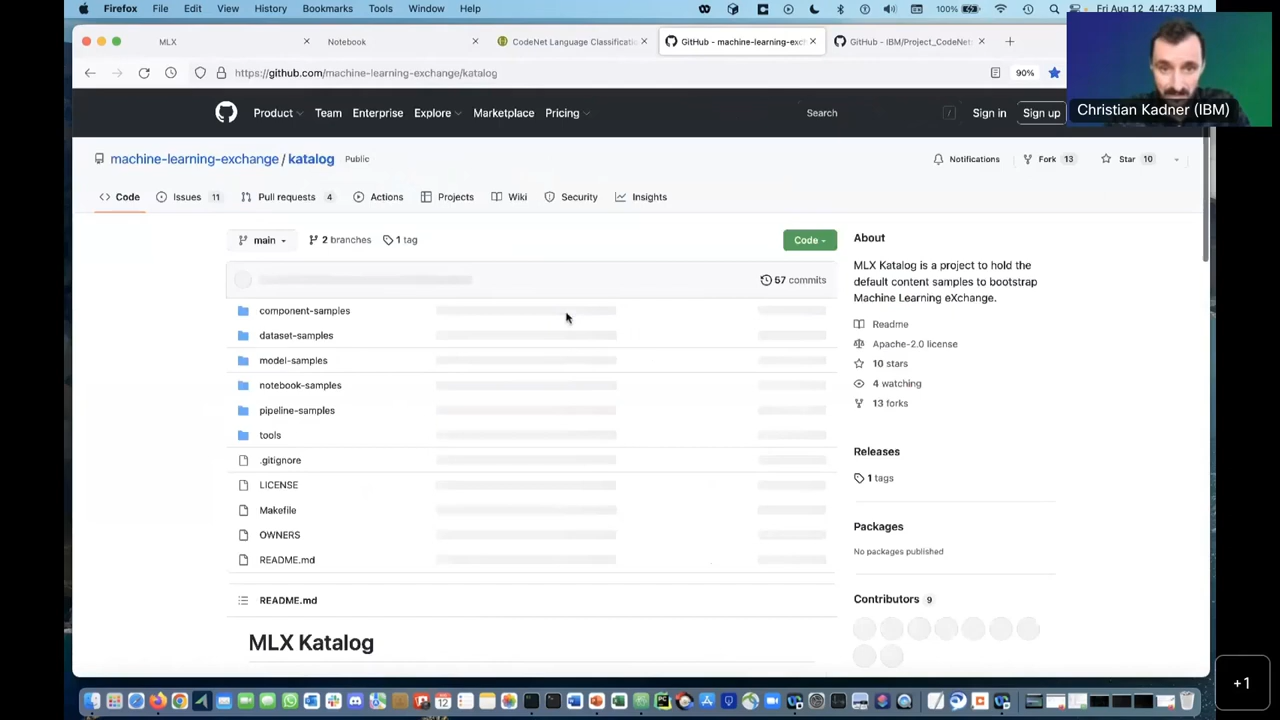 Firefox File Edit View History Bookmarks Tools Window Help 100% Fri Aug 12 4:47:33 PM
MLX Notebook CodeNet Language Classificati GitHub - machine-learning-exc GitHub - IBM/Project_CodeNet
https://github.com/machine-learning-exchange/katalog 90%
Christian Kadner (IBM)
Product Team Enterprise Explore Marketplace Pricing Search / Sign in Sign up
machine-learning-exchange / katalog Public Notifications Fork 13 Star 10
Code Issues 11 Pull requests 4 Actions Projects Wiki Security Insights
main 2 branches 1 tag Code
57 commits
component-samples
dataset-samples
model-samples
notebook-samples
pipeline-samples
tools
.gitignore
LICENSE
Makefile
OWNERS
README.md
README.md
MLX Katalog
About
MLX Katalog is a project to hold the
default content samples to bootstrap
Machine Learning eXchange.
Readme
Apache-2.0 license
10 stars
4 watching
13 forks
Releases
1 tags
Packages
No packages published
Contributors 9
+1